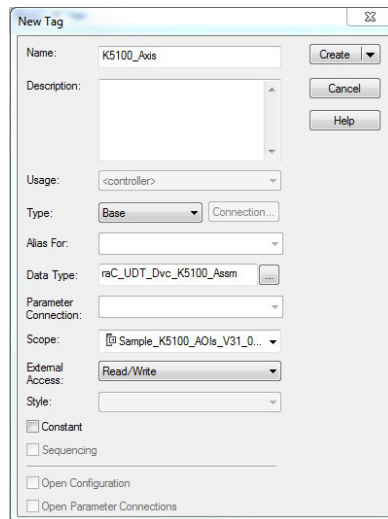 New Tag
Name: K5100_Axis Create
Description: Cancel
Help
Usage: <controller>
Type: Base Connection...
Alias For:
Data Type: raC_UDT_Dvc_K5100_Assm ...
Parameter
Connection:
Scope: Sample_K5100_AOIs_V31_0...
External
Access: Read/Write
Style:
Constant
Sequencing
Open Configuration
Open Parameter Connections